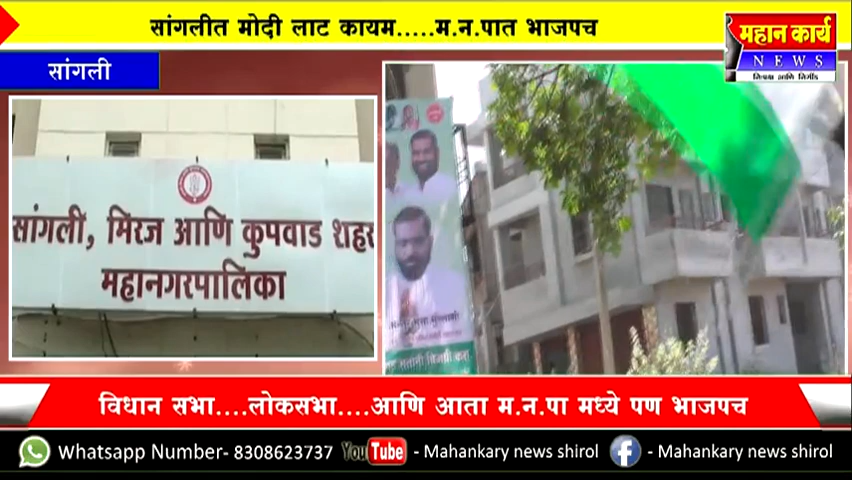 सांगलीत मोदी लाट कायम.....म.न.पात भाजपच
महान कार्य
NEWS
सांगली
सांगली, मिरज आणि कुपवाड शहर
महानगरपालिका
विधान सभा....लोकसभा....आणि आता म.न.पा मध्ये पण भाजपच
Whatsapp Number- 8308623737 YouTube - Mahankary news shirol f - Mahankary news shirol